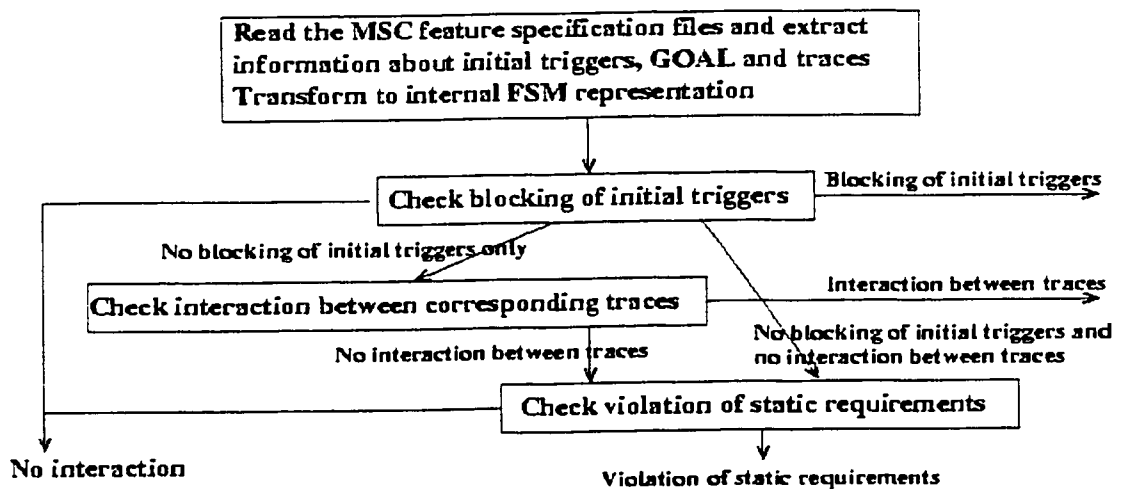 Read the MSC feature specification files and extract
information about initial triggers, GOAL and traces
Transform to internal FSM representation
Check blocking of initial triggers
Blocking of initial triggers
No blocking of initial triggers only
Check interaction between corresponding traces
Interaction between traces
No interaction between traces
No blocking of initial triggers and
no interaction between traces
Check violation of static requirements
No interaction
Violation of static requirements